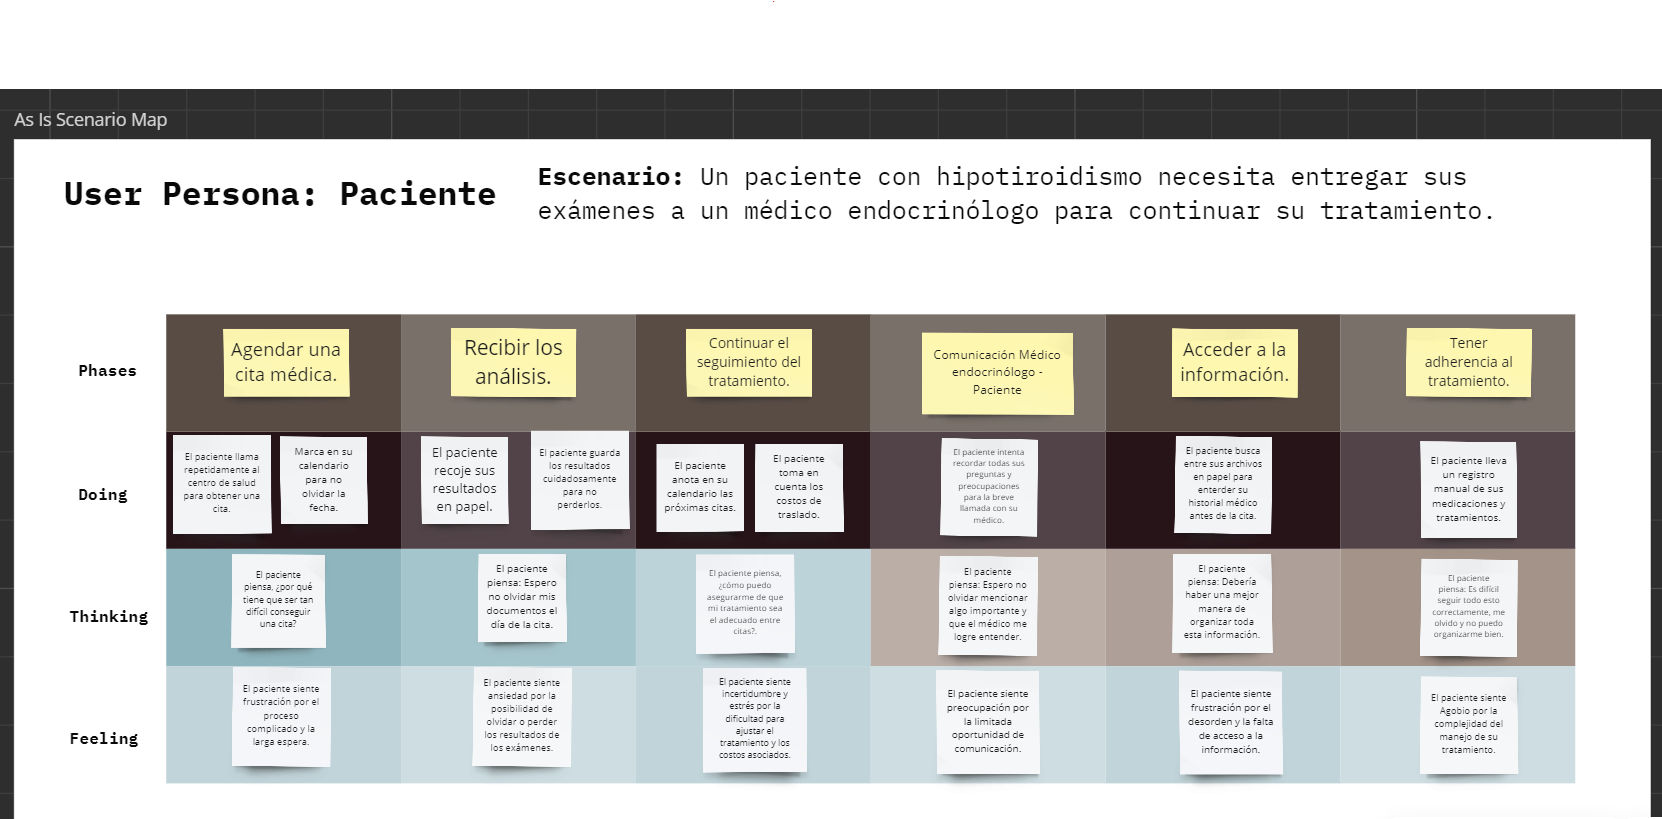 As Is Scenario Map
User Persona: Paciente
Escenario: Un paciente con hipotiroidismo necesita entregar sus
exámenes a un médico endocrinólogo para continuar su tratamiento.
Phases
Agendar una
cita médica.
Recibir los
análisis.
Continuar el
seguimiento del
tratamiento.
Comunicación Médico
endocrinólogo -
Paciente
Acceder a la
información.
Tener
adherencia al
tratamiento.
Doing
El paciente llama
repetidamente al
centro de salud
para obtener una
cita.
Marca en su
calendario
para no
olvidar la
fecha.
El paciente
recoje sus
resultados
en papel.
El paciente guarda
los resultados
cuidadosamente
para no
perderlos.
El paciente
anota en su
calendario las
próximas citas.
El paciente
toma en
cuenta los
costos de
traslado.
El paciente intenta
recordar todas sus
preguntas y
preocupaciones
para la breve
llamada con su
médico.
El paciente busca
entre sus archivos
en papel para
enterder su
historial médico
antes de la cita.
El paciente lleva
un registro
manual de sus
medicaciones y
tratamientos.
Thinking
El paciente
piensa, ¿por qué
tiene que ser tan
difícil conseguir
una cita?
El paciente
piensa: Espero
no olvidar mis
documentos el
día de la cita.
El paciente piensa,
¿cómo puedo
asegurarme de que
mi tratamiento sea
el adecuado entre
citas?.
El paciente
piensa: Espero no
olvidar mencionar
algo importante y
que el médico me
logre entender.
El paciente
piensa: Debería
haber una mejor
manera de
organizar toda
esta información.
El paciente
piensa: Es difícil
seguir todo esto
correctamente, me
olvido y no puedo
organizarme bien.
Feeling
El paciente siente
frustración por el
proceso
complicado y la
larga espera.
El paciente siente
ansiedad por la
posibilidad de
olvidar o perder
los resultados de
los exámenes.
El paciente siente
incertidumbre y
estrés por la
dificultad para
ajustar el
tratamiento y los
costos asociados.
El paciente siente
preocupación por
la limitada
oportunidad de
comunicación.
El paciente siente
frustración por el
desorden y la falta
de acceso a la
información.
El paciente siente
Agobio por la
complejidad del
manejo de su
tratamiento.